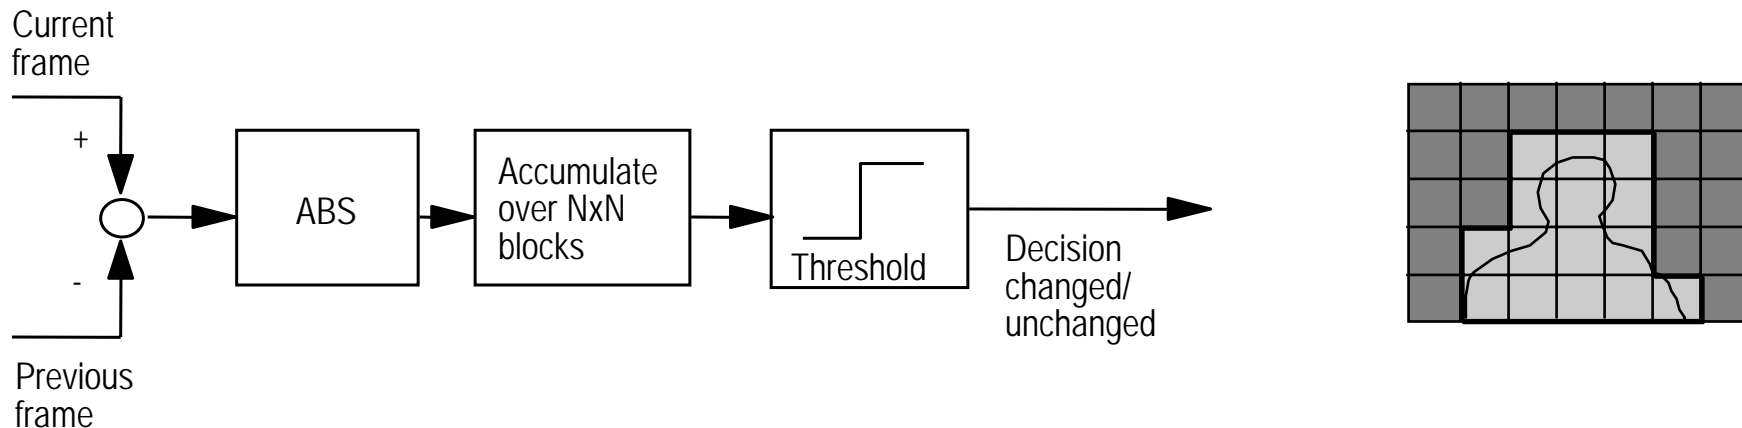 Current
frame
+
-
ABS
Accumulate
over NxN
blocks
Threshold
Decision
changed/
unchanged
Previous
frame